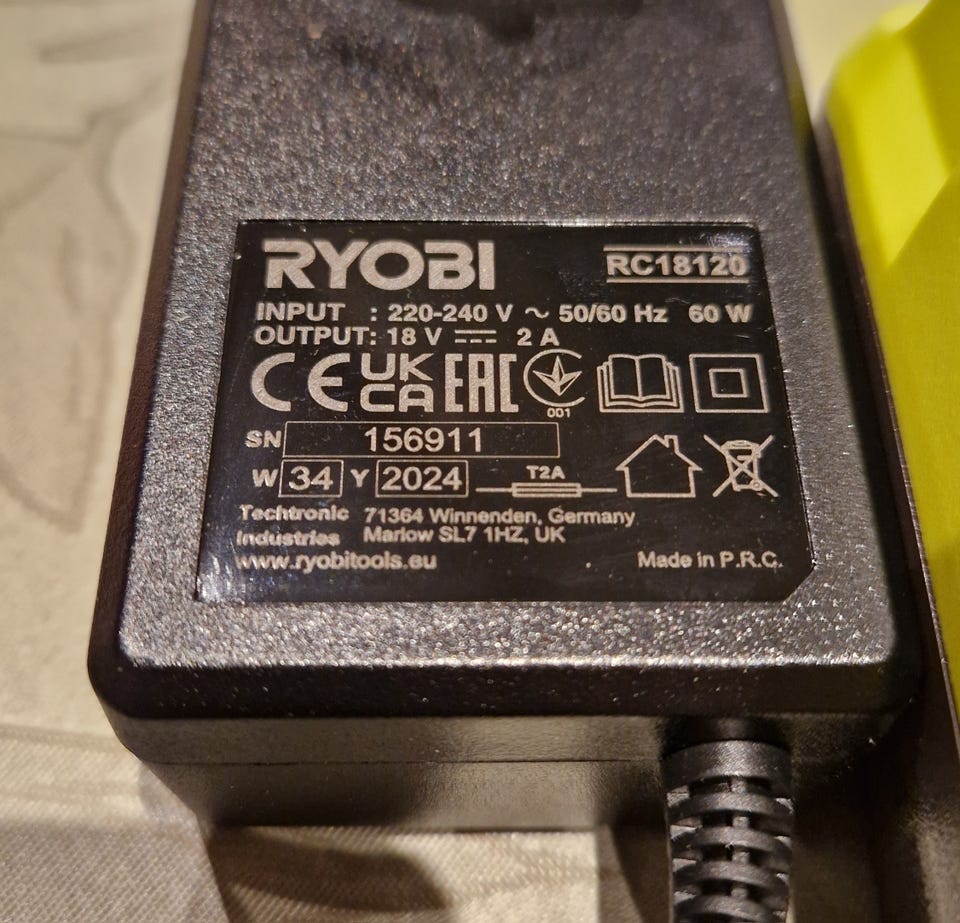 RYOBI RC18120
INPUT : 220-240 V ~ 50/60 Hz 60 W
OUTPUT: 18 V ⎓ 2 A
CE UK CA EAC 001
SN 156911
W 34 Y 2024 T2A
Techtronic Industries 71364 Winnenden, Germany
Marlow SL7 1HZ, UK
www.ryobitools.eu Made in P.R.C.